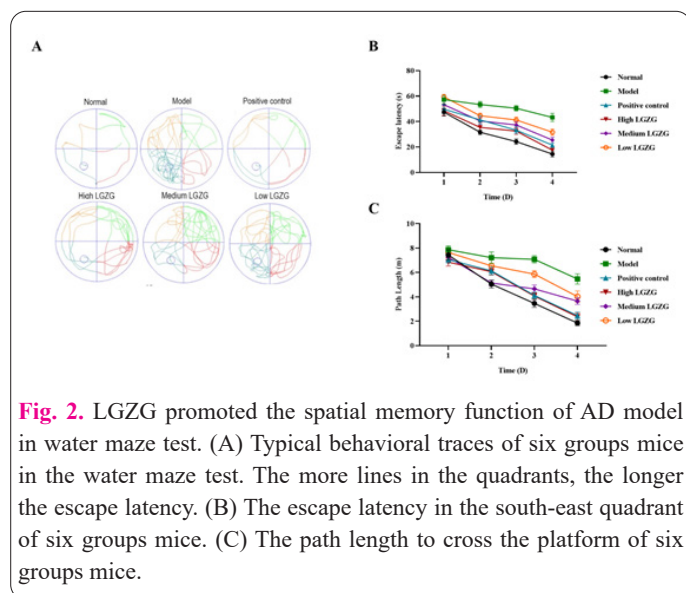 A
Normal
Model
Positive control
High LGZG
Medium LGZG
Low LGZG
B
Escape latency (s)
80
60
40
20
0
1 2 3 4
Time (D)
Normal
Model
Positive control
High LGZG
Medium LGZG
Low LGZG
C
Path Length (m)
10
8
6
4
2
0
1 2 3 4
Time (D)
Normal
Model
Positive control
High LGZG
Medium LGZG
Low LGZG
Fig. 2. LGZG promoted the spatial memory function of AD model
in water maze test. (A) Typical behavioral traces of six groups mice
in the water maze test. The more lines in the quadrants, the longer
the escape latency. (B) The escape latency in the south-east quadrant
of six groups mice. (C) The path length to cross the platform of six
groups mice.